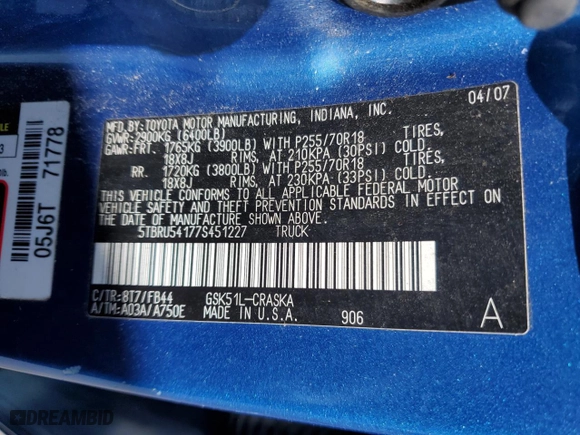 MFD. BY: TOYOTA MOTOR MANUFACTURING, INDIANA, INC. 04/07
GVWR-2900KG (6400LB)
GAWR: FRT. 1765KG (3900LB) WITH P255/70R18 TIRES,
18X8J RIMS, AT 210KPA (30PSI) COLD.
RR. 1720KG (3800LB) WITH P255/70R18 TIRES,
18X8J RIMS, AT 230KPA (33PSI) COLD.
THIS VEHICLE CONFORMS TO ALL APPLICABLE FEDERAL MOTOR
VEHICLE SAFETY AND THEFT PREVENTION STANDARDS IN EFFECT ON
THE DATE OF MANUFACTURE SHOWN ABOVE.
5TBRU54177S451227 TRUCK
C/TR: 8T7/FB44 GSK51L-CRASKA
A/TM: A03A/A750E MADE IN U.S.A. 906 A
05J6T 71778
DREAMBID